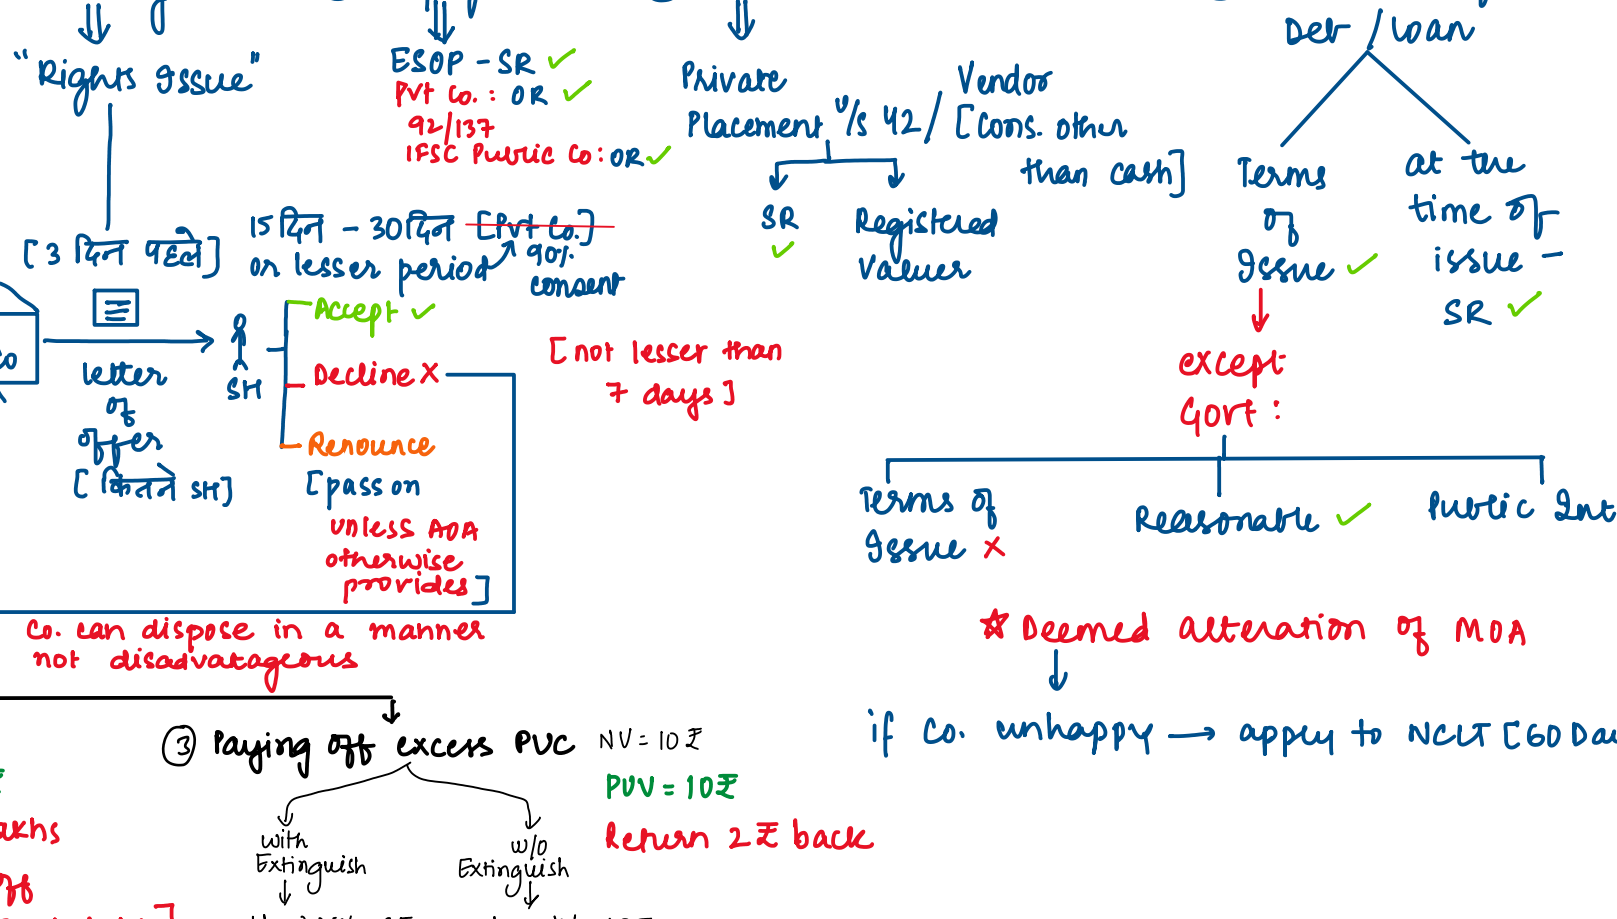 "Rights Issue"
[3 दिन पहले]
letter
of
offer
[कितने SH]
SH
15 दिन - 30 दिन [Pvt Co.]
or lesser period
90%
consent
Accept ✓
Decline X
Renounce
[pass on
unless AOA
otherwise
provides]
[not lesser than
7 days]
Co. can dispose in a manner
not disadvatageous
ESOP - SR ✓
Pvt Co. : OR ✓
92/137
IFSC Public Co : OR ✓
Private
Placement u/s 42 /
Vendor
[Cons. other
than cash]
SR
✓
Registered
Valuer
Deb / Loan
Terms
of
Issue ✓
at the
time of
issue -
SR ✓
except
Govt :
Terms of
Issue X
Reasonable ✓
Public Int
☆ Deemed alteration of MOA
if Co. unhappy → apply to NCLT [60 Da
③ Paying off excess PUC
NV = 10 ₹
PUV = 10 ₹
Return 2 ₹ back
with
Extinguish
w/o
Extinguish
akhs
off